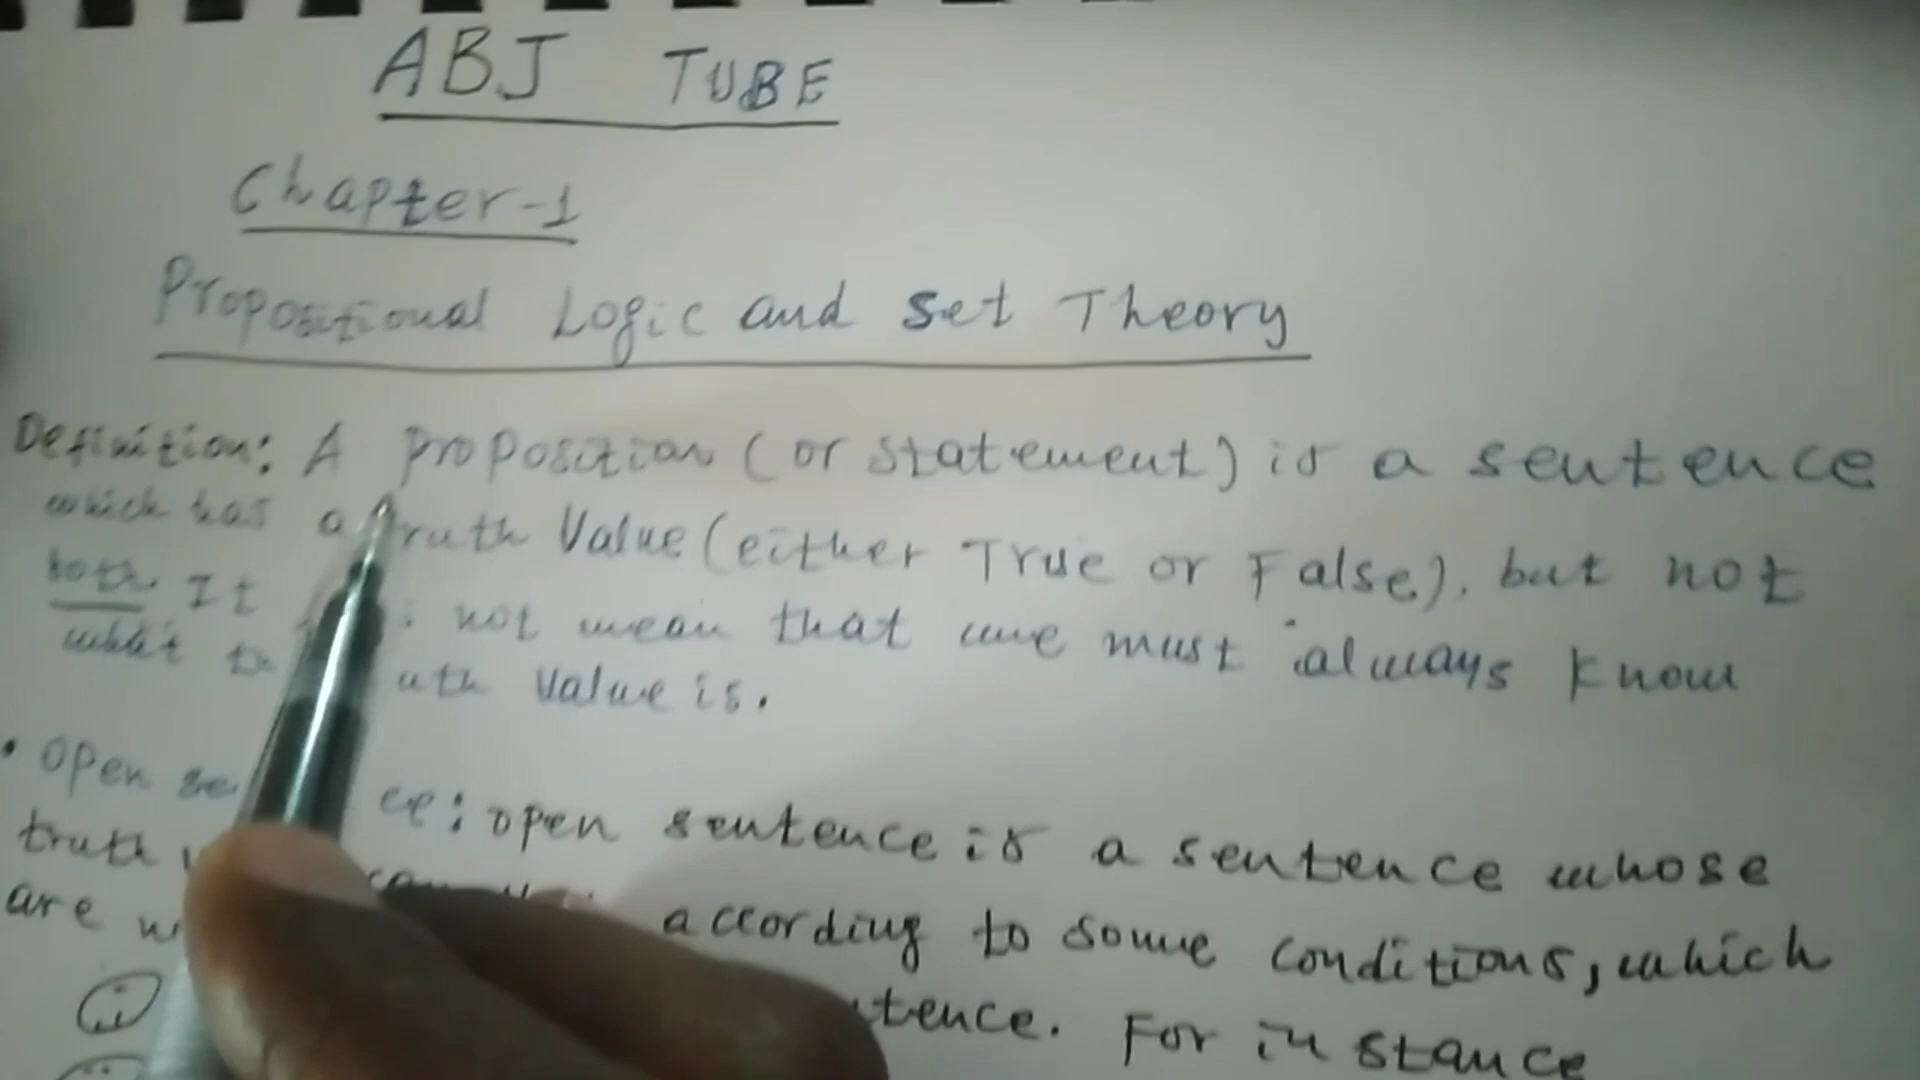 ABJ TUBE
Chapter-1
Propositional Logic and set Theory
Definition: A proposition (or statement) is a sentence
which has a truth Value (either True or False), but not
both. It not mean that we must always know
what value is.
• open ce: open sentence is a sentence whose
truth according to some conditions, which
are tence. For instance